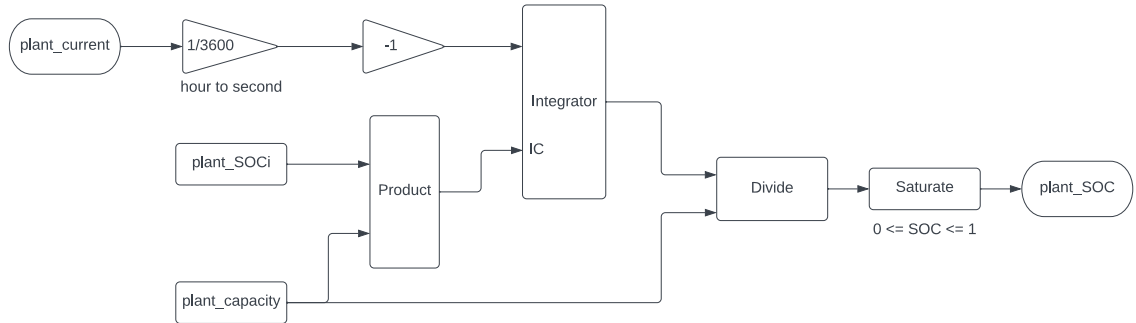 plant_current
1/3600
-1
hour to second
Integrator
IC
plant_SOCi
Product
plant_capacity
Divide
Saturate
0 <= SOC <= 1
plant_SOC